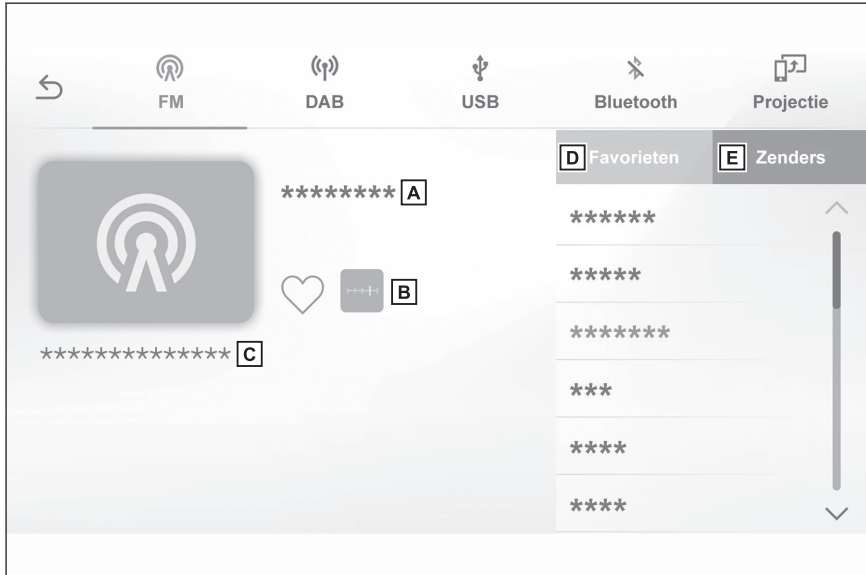 FM DAB USB Bluetooth Projectie
D Favorieten E Zenders
******** A
******
*****
B
*******
************** C
***
****
****